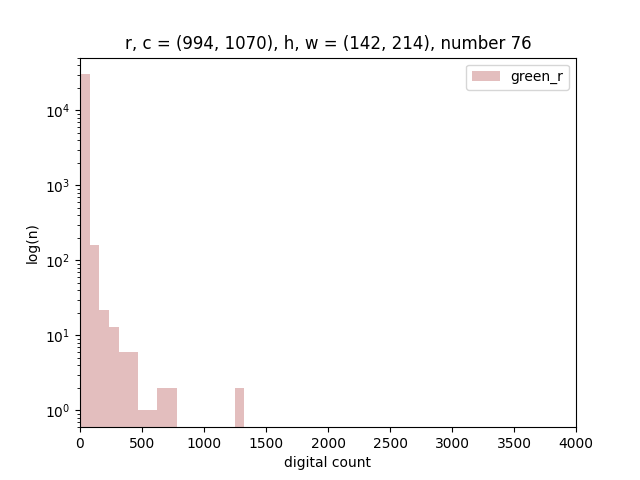 r, c = (994, 1070), h, w = (142, 214), number 76
green_r
log(n)
10⁴
10³
10²
10¹
10⁰
0 500 1000 1500 2000 2500 3000 3500 4000
digital count